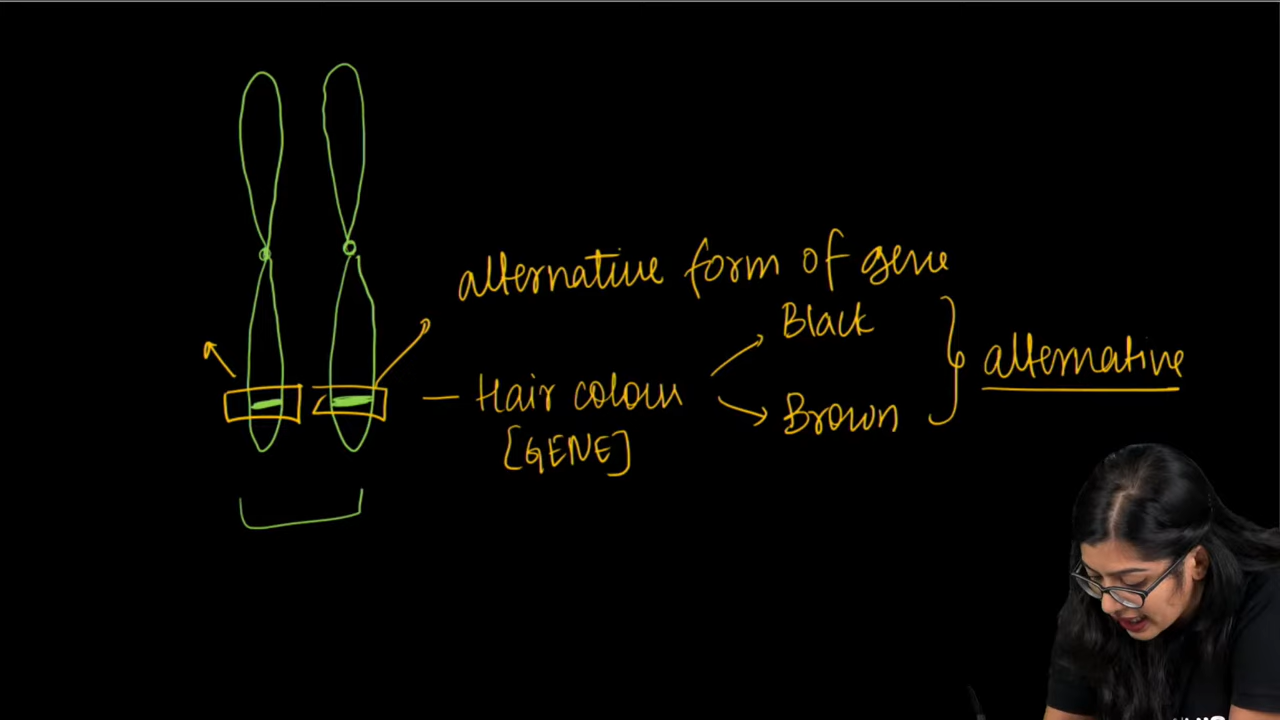 alternative form of gene
Black
Hair colour
alternative
Brown
[GENE]